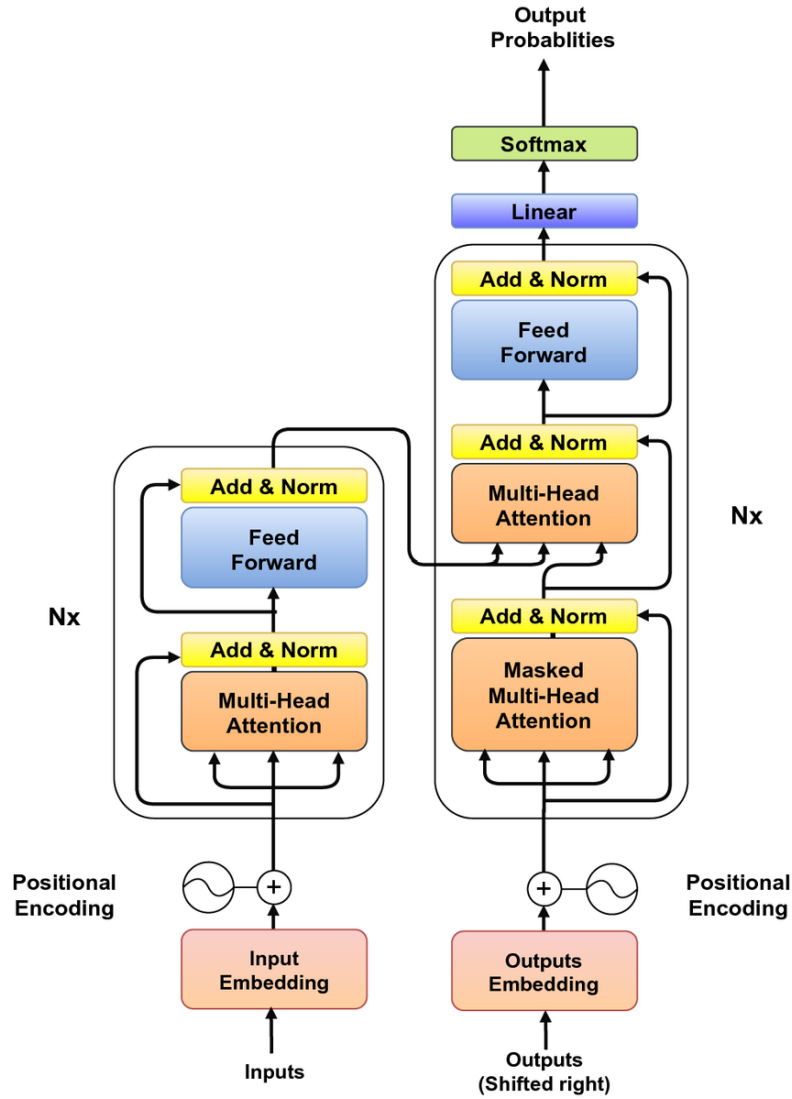 Output
Probablities
Softmax
Linear
Add & Norm
Feed
Forward
Add & Norm
Multi-Head
Attention
Nx
Add & Norm
Masked
Multi-Head
Attention
Add & Norm
Feed
Forward
Nx
Add & Norm
Multi-Head
Attention
Positional
Encoding
+
+
Positional
Encoding
Input
Embedding
Outputs
Embedding
Inputs
Outputs
(Shifted right)